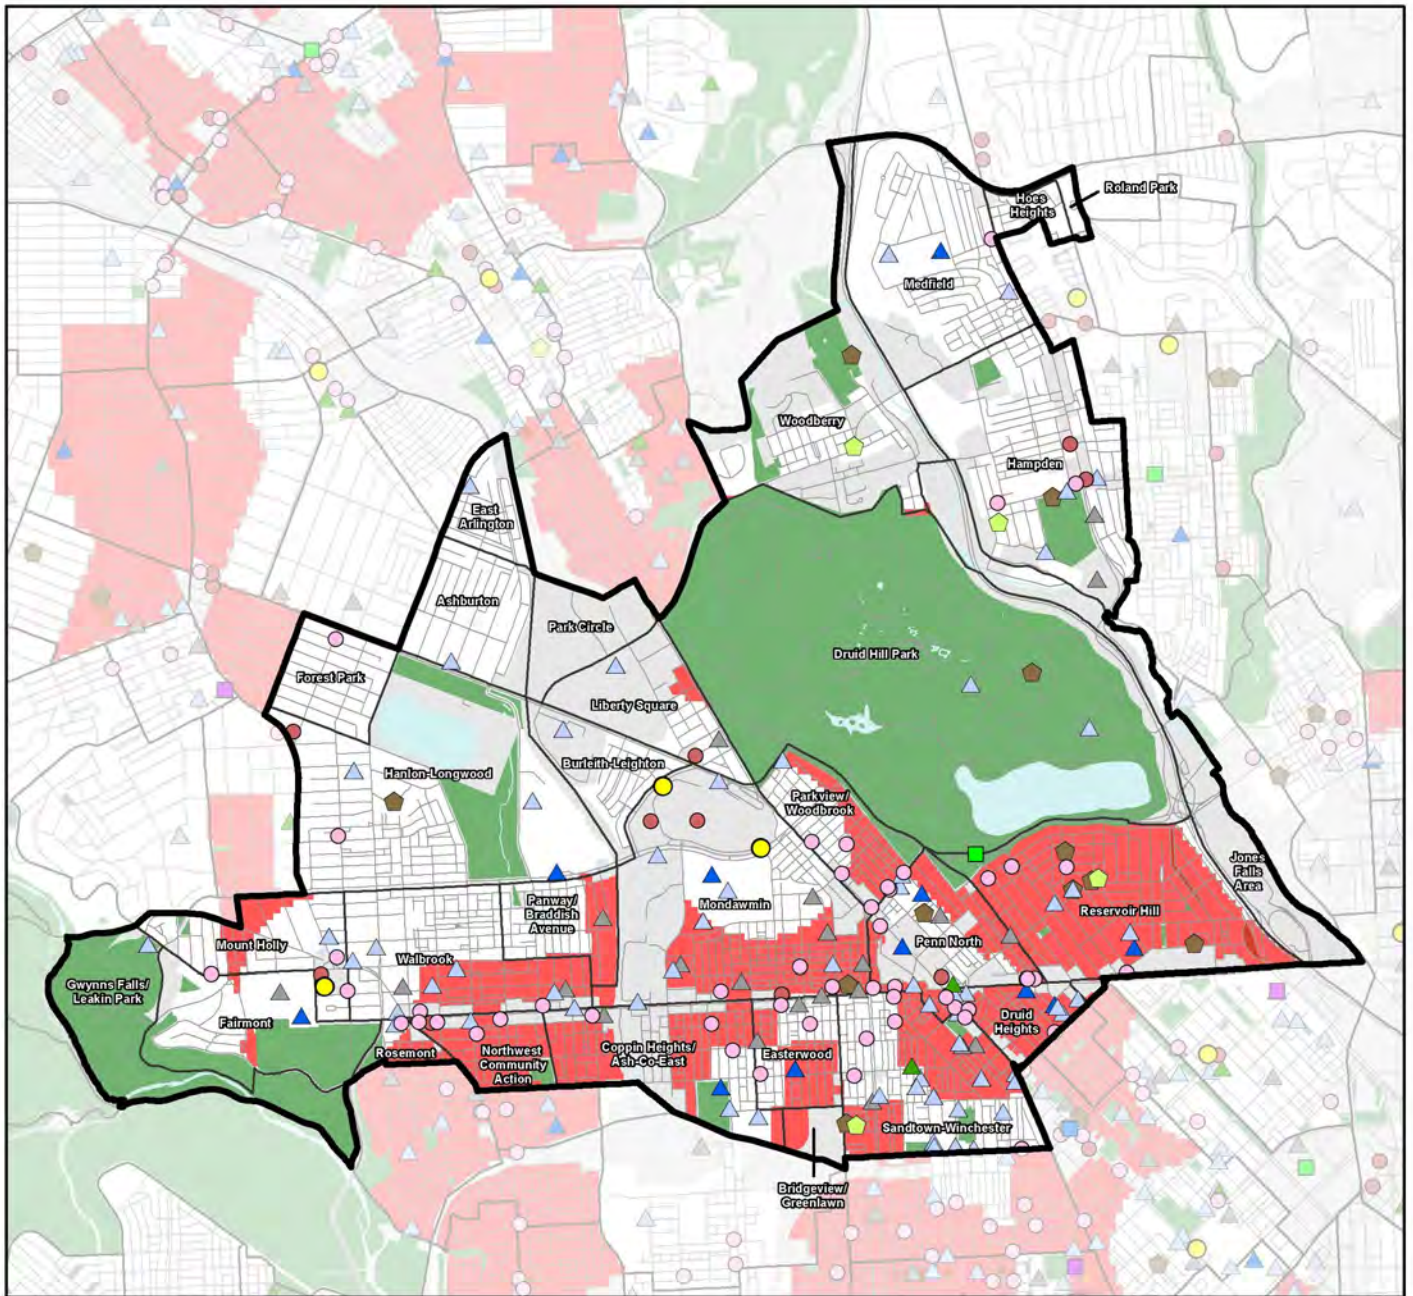 Roland Park
Hoes
Heights
Medfield
Woodberry
Hampden
East
Arlington
Ashburton
Park Circle
Druid Hill Park
Forest Park
Liberty Square
Burleith-Leighton
Hanlon-Longwood
Parkview/
Woodbrook
Jones
Falls
Area
Panway/
Braddish
Avenue
Mondawmin
Reservoir Hill
Penn North
Mount Holly
Walbrook
Gwynns Falls/
Leakin Park
Fairmont
Druid
Heights
Rosemont
Northwest
Community
Action
Coppin Heights/
Ash-Co-East
Easterwood
Sandtown-Winchester
Bridgeview/
Greenlawn